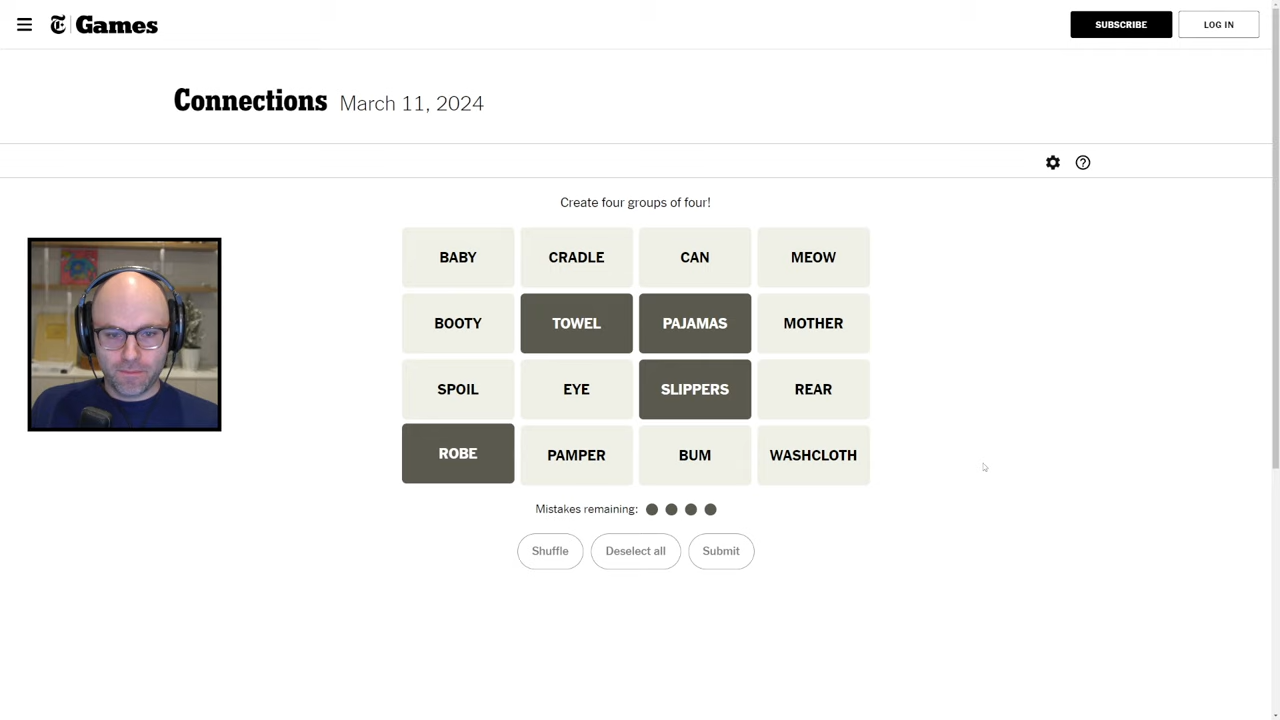 Games
SUBSCRIBE
LOG IN
Connections March 11, 2024
Create four groups of four!
BABY CRADLE CAN MEOW
BOOTY TOWEL PAJAMAS MOTHER
SPOIL EYE SLIPPERS REAR
ROBE PAMPER BUM WASHCLOTH
Mistakes remaining:
Shuffle Deselect all Submit